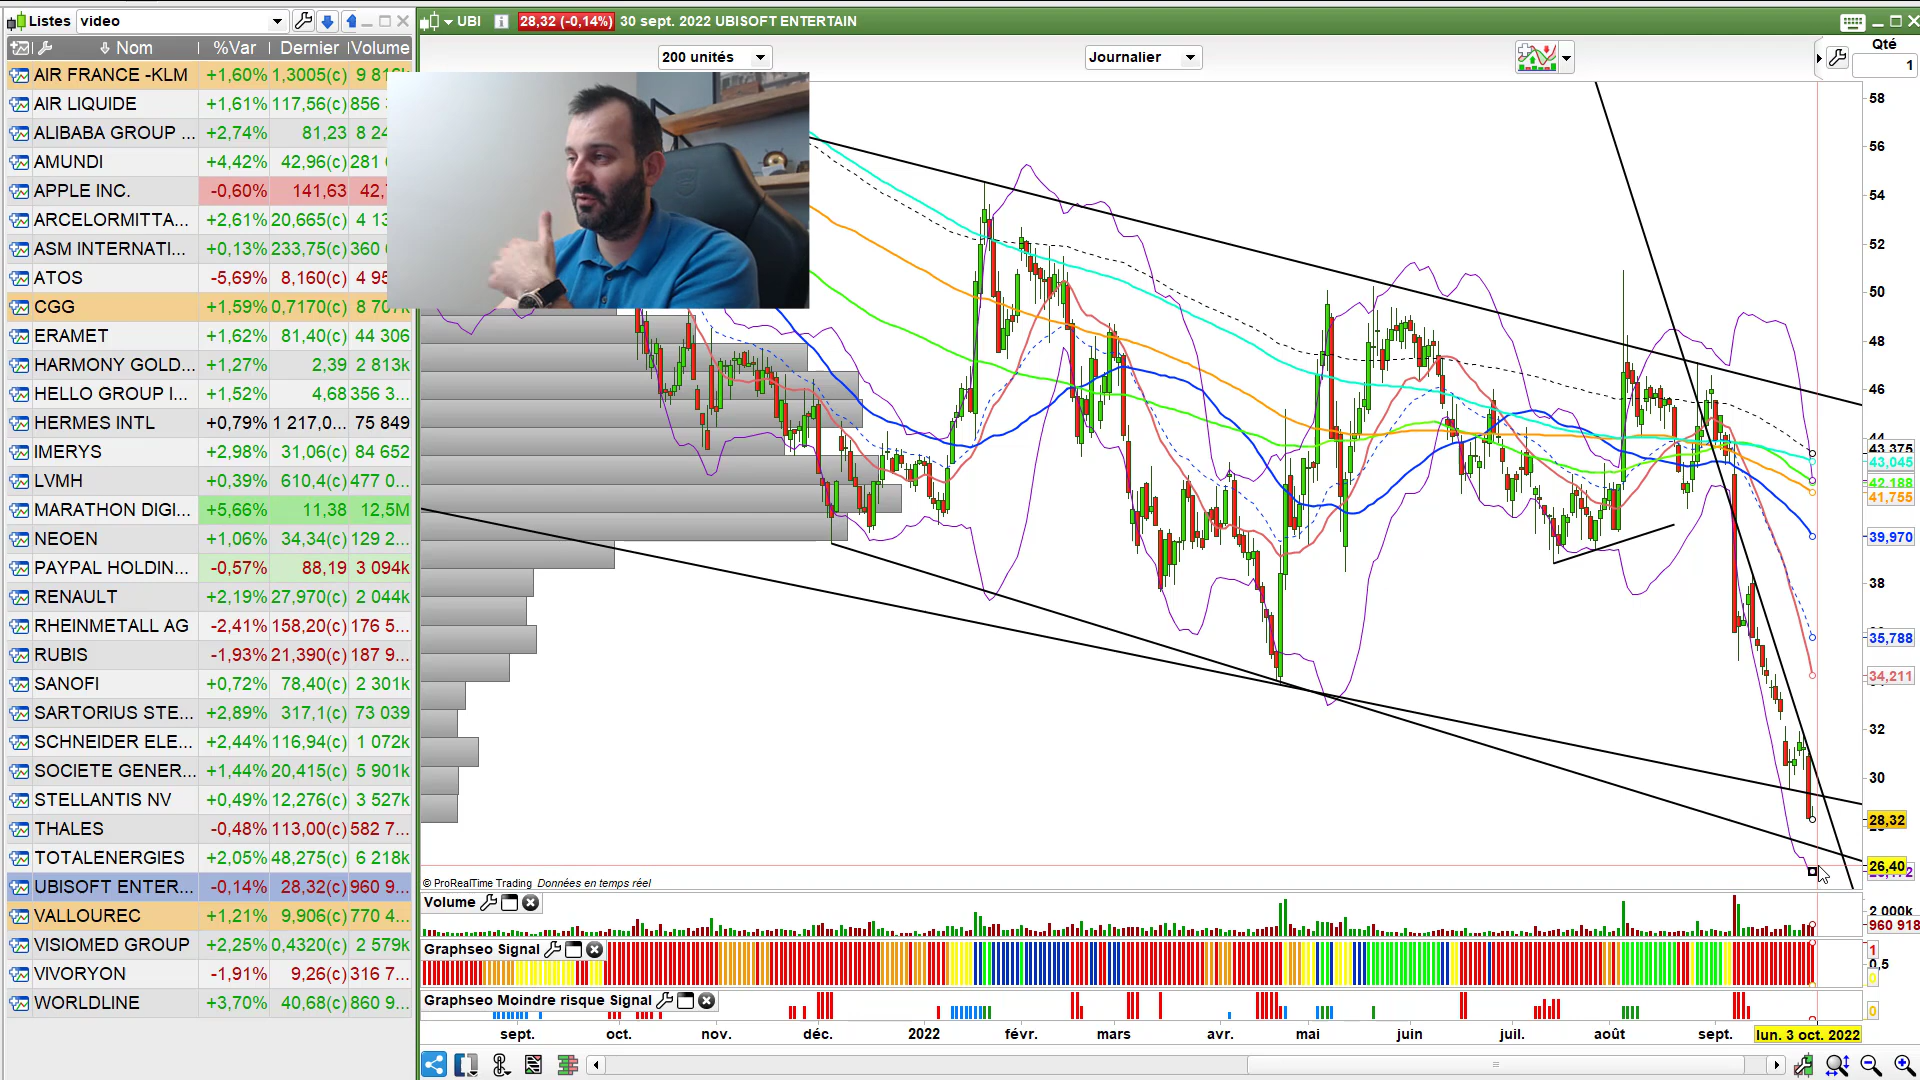 Listes video
UBI 28,32 (-0,14%) 30 sept. 2022 UBISOFT ENTERTAIN
Nom %Var Dernier Volume
200 unités Journalier
Qté
1
AIR FRANCE -KLM +1,60% 1,3005(c)
AIR LIQUIDE +1,61% 117,56(c) 856
ALIBABA GROUP ... +2,74% 81,23 8 24
AMUNDI +4,42% 42,96(c) 281
APPLE INC. -0,60% 141,63 42,
ARCELORMITTA... +2,61% 20,665(c) 4 13
ASM INTERNATI... +0,13% 233,75(c) 360
ATOS -5,69% 8,160(c) 4 95
CGG +1,59% 0,7170(c) 8 707k
ERAMET +1,62% 81,40(c) 44 306
HARMONY GOLD... +1,27% 2,39 2 813k
HELLO GROUP I... +1,52% 4,68 356 3...
HERMES INTL +0,79% 1 217,0... 75 849
IMERYS +2,98% 31,06(c) 84 652
LVMH +0,39% 610,4(c) 477 0...
MARATHON DIGI... +5,66% 11,38 12,5M
NEOEN +1,06% 34,34(c) 129 2...
PAYPAL HOLDIN... -0,57% 88,19 3 094k
RENAULT +2,19% 27,970(c) 2 044k
RHEINMETALL AG -2,41% 158,20(c) 176 5...
RUBIS -1,93% 21,390(c) 187 9...
SANOFI +0,72% 78,40(c) 2 301k
SARTORIUS STE... +2,89% 317,1(c) 73 039
SCHNEIDER ELE... +2,44% 116,94(c) 1 072k
SOCIETE GENER... +1,44% 20,415(c) 5 901k
STELLANTIS NV +0,49% 12,276(c) 3 527k
THALES -0,48% 113,00(c) 582 7...
TOTALENERGIES +2,05% 48,275(c) 6 218k
UBISOFT ENTER... -0,14% 28,32(c) 960 9...
VALLOUREC +1,21% 9,906(c) 770 4...
VISIOMED GROUP +2,25% 0,4320(c) 2 579k
VIVORYON -1,91% 9,26(c) 316 7...
WORLDLINE +3,70% 40,68(c) 860 9...
58
56
54
52
50
48
46
44
43,375
43,045
42,188
41,755
39,970
38
35,788
34,211
32
30
28,32
26,40
© ProRealTime Trading Données en temps réel
Volume
2 000k
960 918
Graphseo Signal
1
0,5
0
Graphseo Moindre risque Signal
0
sept. oct. nov. déc. 2022 févr. mars avr. mai juin juil. août sept. lun. 3 oct. 2022